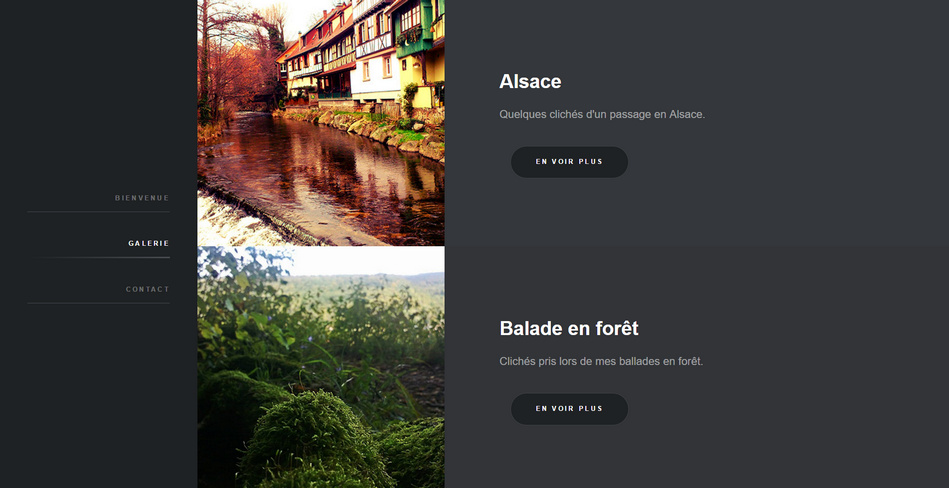 BIENVENUE
GALERIE
CONTACT
Alsace
Quelques clichés d'un passage en Alsace.
EN VOIR PLUS
Balade en forêt
Clichés pris lors de mes ballades en forêt.
EN VOIR PLUS